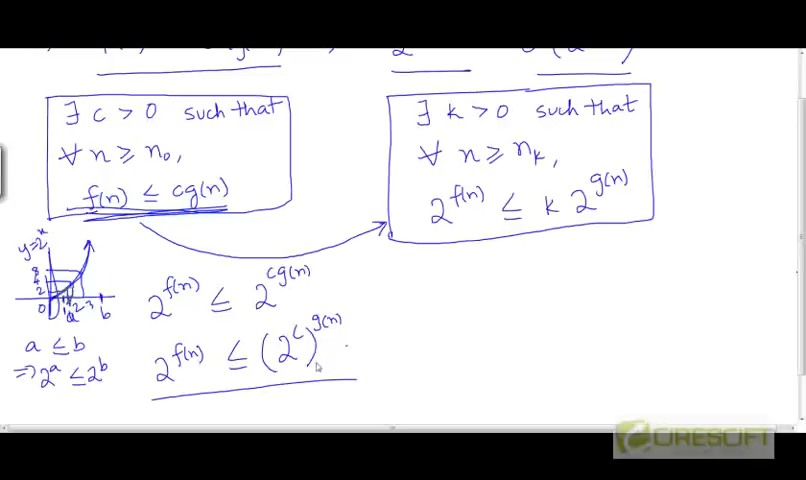 ∃ c > 0 such that
∀ n ≥ n₀,
f(n) ≤ cg(n)
∃ k > 0 such that
∀ n ≥ nₖ,
2^f(n) ≤ k 2^g(n)
y=2^x
8
4
2
0 1 2 3
a
b
a ≤ b
⇒ 2^a ≤ 2^b
2^f(n) ≤ 2^cg(n)
2^f(n) ≤ (2^c)^g(n)
CIRESOFT